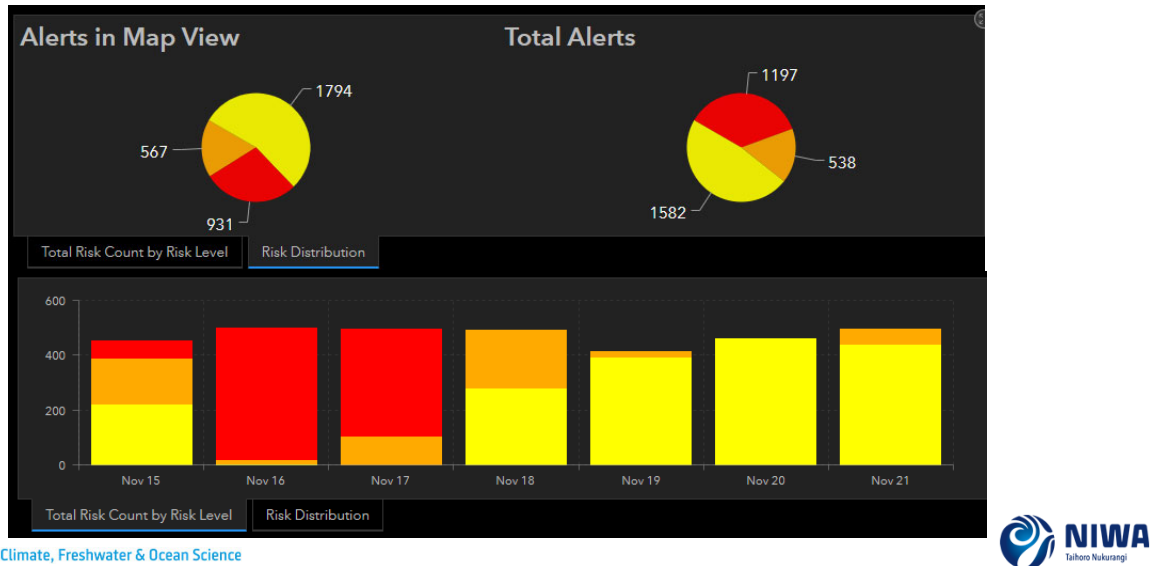 Alerts in Map View
Total Alerts
1794
567
931
1197
538
1582
Total Risk Count by Risk Level
Risk Distribution
600
400
200
0
Nov 15
Nov 16
Nov 17
Nov 18
Nov 19
Nov 20
Nov 21
Total Risk Count by Risk Level
Risk Distribution
Climate, Freshwater & Ocean Science
NIWA
Taihoro Nukurangi